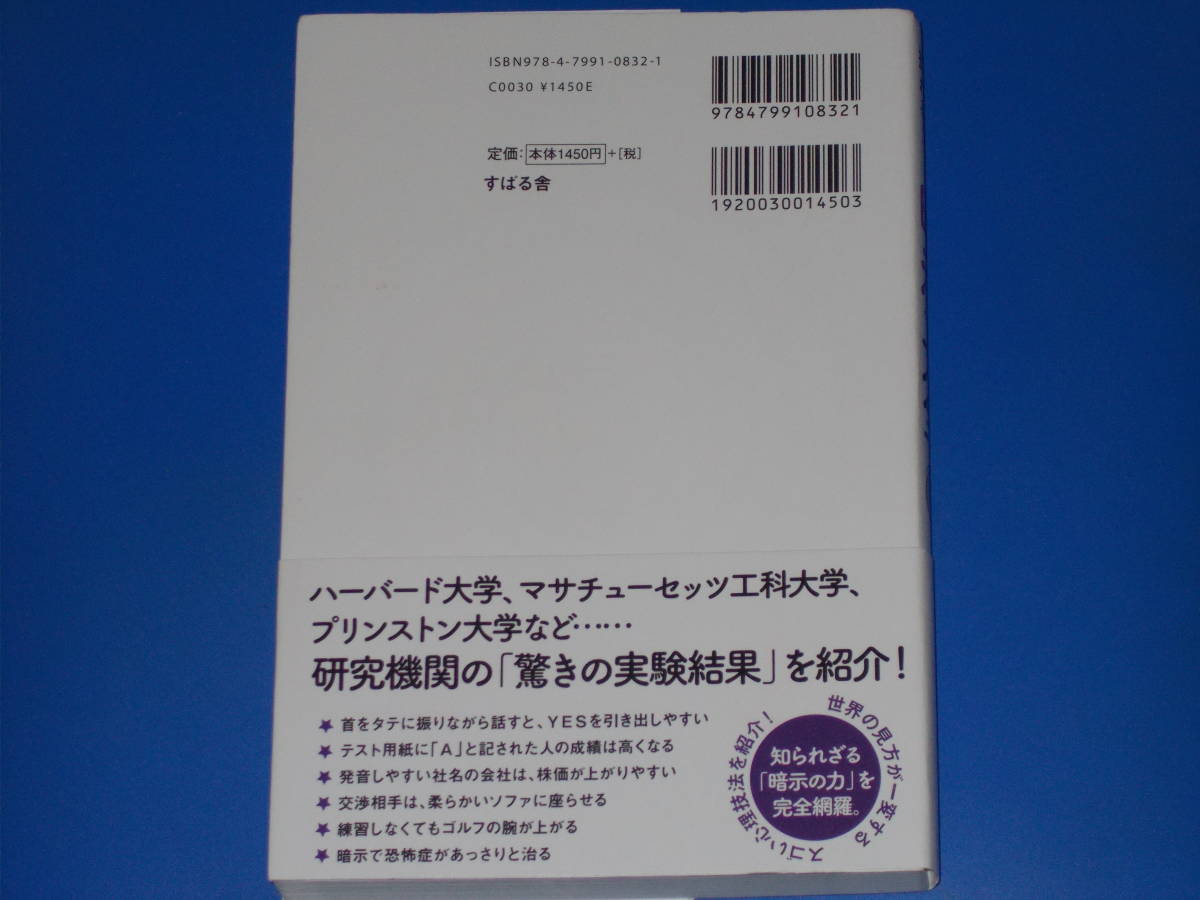 ISBN978-4-7991-0832-1
C0030 ¥1450E
9784799108321
定価:本体1450円+[税]
すばる舎
1920030014503
ハーバード大学、マサチューセッツ工科大学、
プリンストン大学など……
研究機関の「驚きの実験結果」を紹介!
★ 首をタテに振りながら話すと、YESを引き出しやすい
★ テスト用紙に「A」と記された人の成績は高くなる
★ 発音しやすい社名の会社は、株価が上がりやすい
★ 交渉相手は、柔らかいソファに座らせる
★ 練習しなくてもゴルフの腕が上がる
★ 暗示で恐怖症があっさりと治る
世界の見方が一変する
スゴい心理技法を紹介!
知られざる
「暗示の力」を
完全網羅。